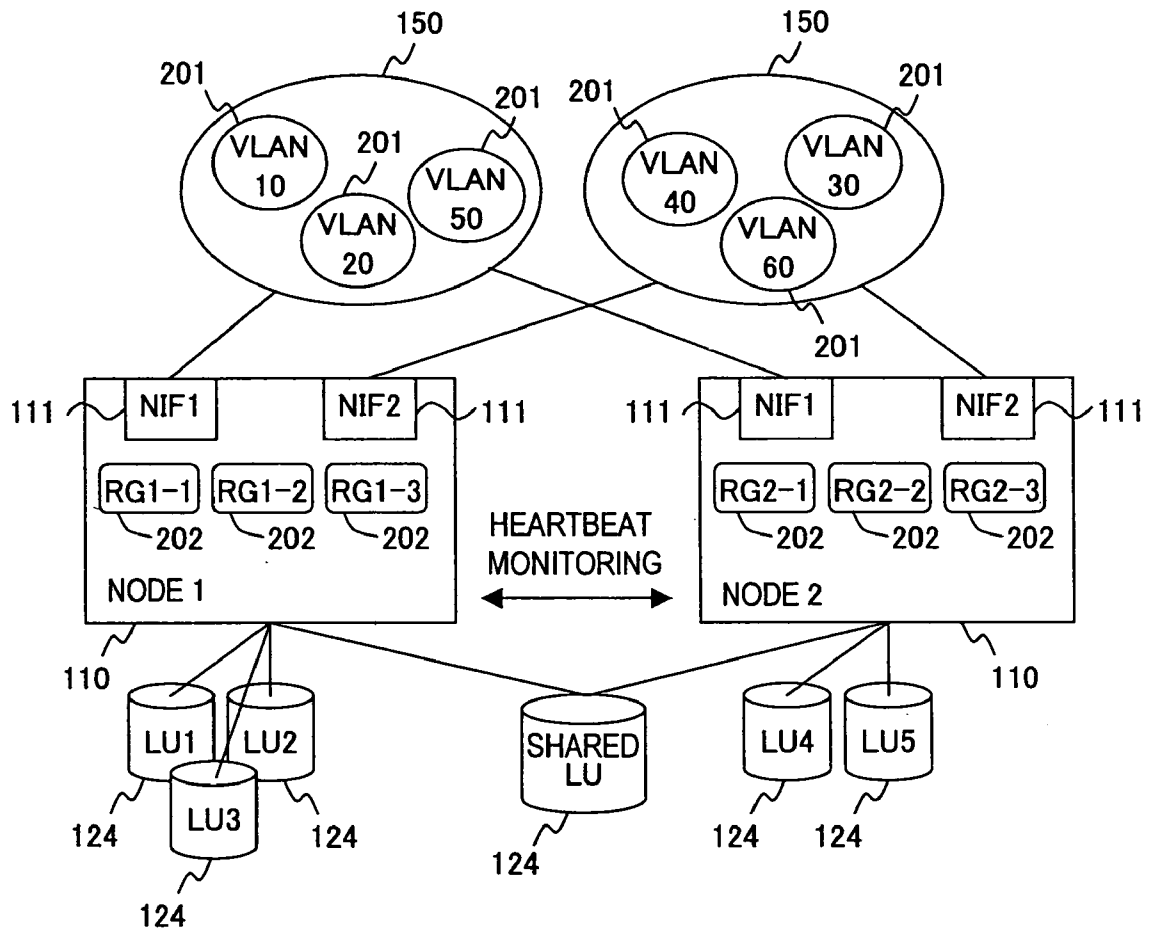 150
150
201
201
201
201
201
201
VLAN
10
VLAN
20
VLAN
50
VLAN
40
VLAN
30
VLAN
60
111
NIF1
NIF2
111
111
NIF1
NIF2
111
RG1-1
RG1-2
RG1-3
202
202
202
HEARTBEAT
MONITORING
RG2-1
RG2-2
RG2-3
202
202
202
NODE 1
NODE 2
110
110
LU1
LU2
LU3
SHARED
LU
LU4
LU5
124
124
124
124
124
124